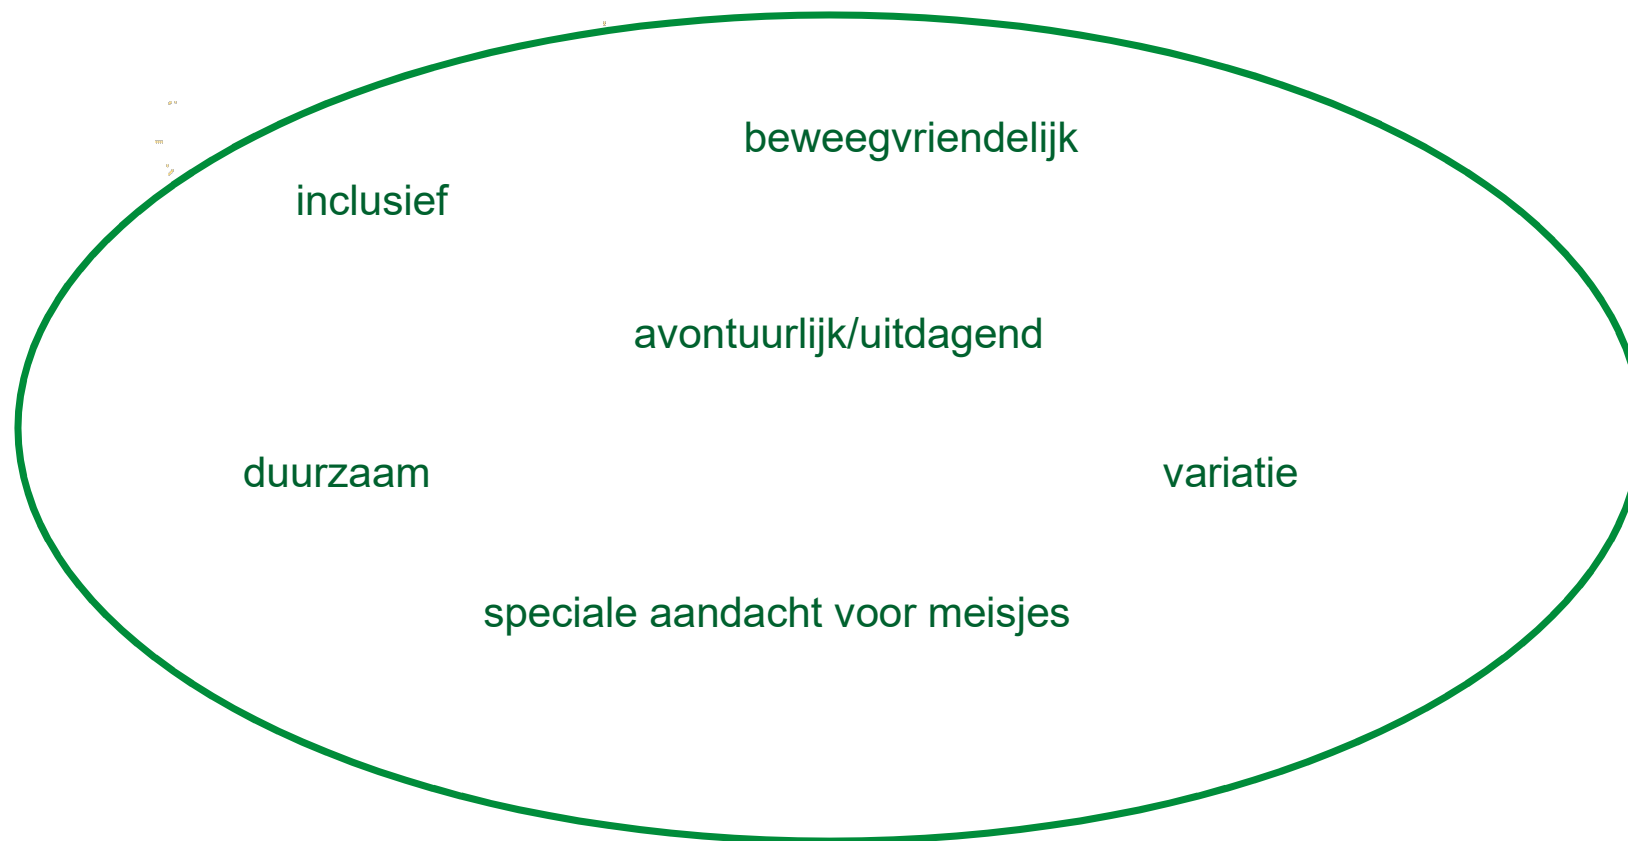 beweegvriendelijk
inclusief
avontuurlijk/uitdagend
duurzaam
variatie
speciale aandacht voor meisjes